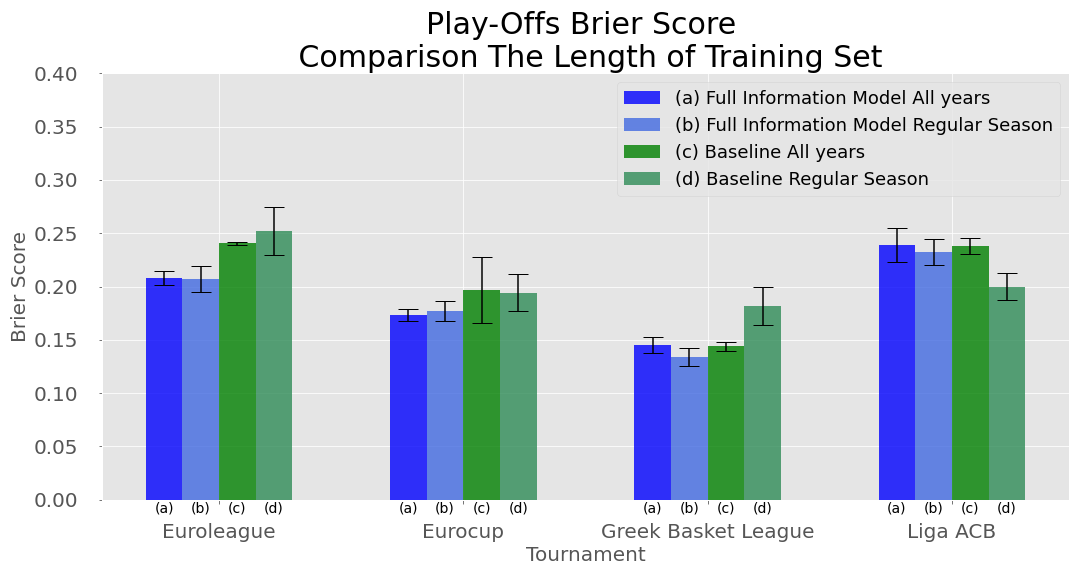 Play-Offs Brier Score
Comparison The Length of Training Set
0.40
0.35
0.30
0.25
0.20
0.15
0.10
0.05
0.00
Brier Score
(a) Full Information Model All years
(b) Full Information Model Regular Season
(c) Baseline All years
(d) Baseline Regular Season
(a) (b) (c) (d) (a) (b) (c) (d) (a) (b) (c) (d) (a) (b) (c) (d)
Euroleague Eurocup Greek Basket League Liga ACB
Tournament